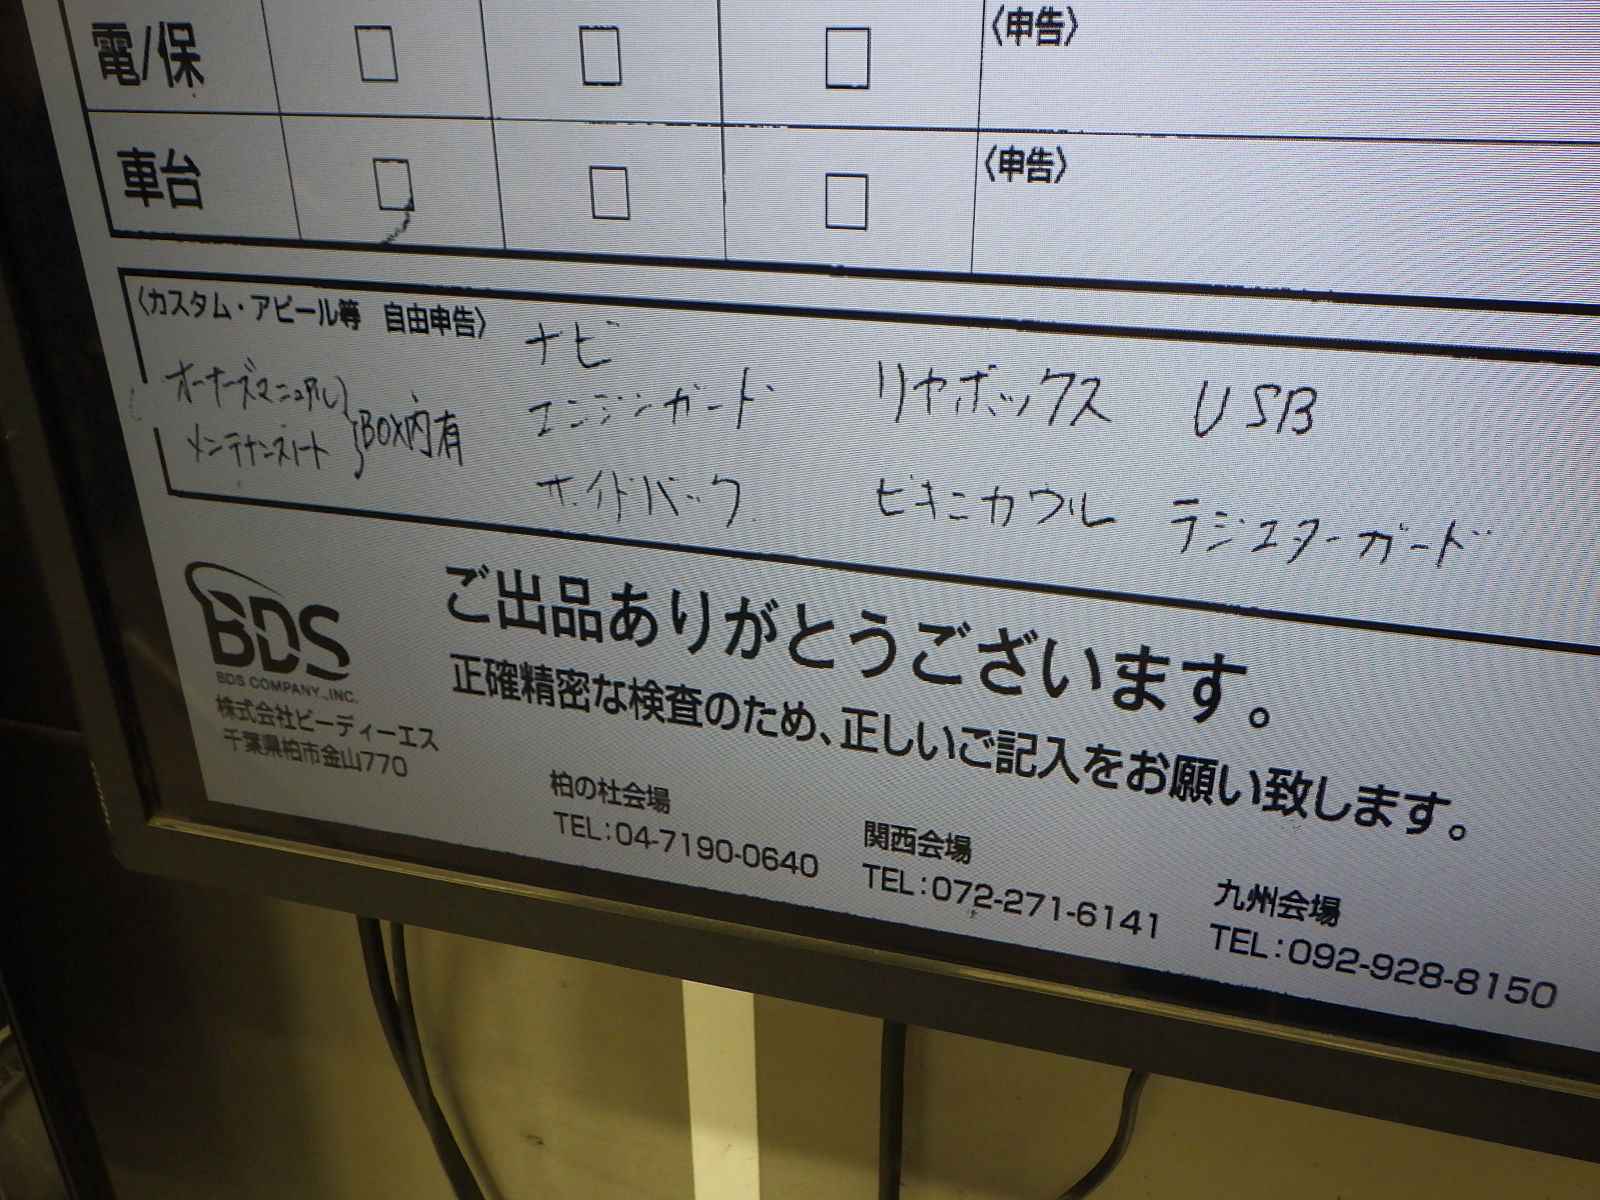 電/保 □ □ □ 〈申告〉
車台 □ □ □ 〈申告〉
〈カスタム・アピール等 自由申告〉
オーナーズマニュアル
メンテナンスノート
BOX内有
ナビ
エンジンガード
サイドバック
リヤボックス
ビキニカウル
USB
ラジエターガード
BDS
BDS COMPANY.,INC.
株式会社ビーディーエス
千葉県柏市金山770
ご出品ありがとうございます。
正確精密な検査のため、正しいご記入をお願い致します。
柏の杜会場
TEL:04-7190-0640
関西会場
TEL:072-271-6141
九州会場
TEL:092-928-8150